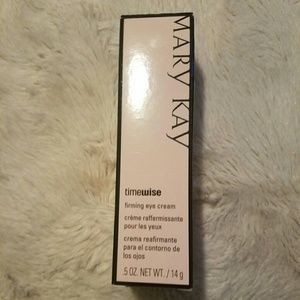 MARY KAY
timewise
firming eye cream
crème raffermissante
pour les yeux
crema reafirmante
para el contorno de
los ojos
.5 OZ. NET WT. / 14 g